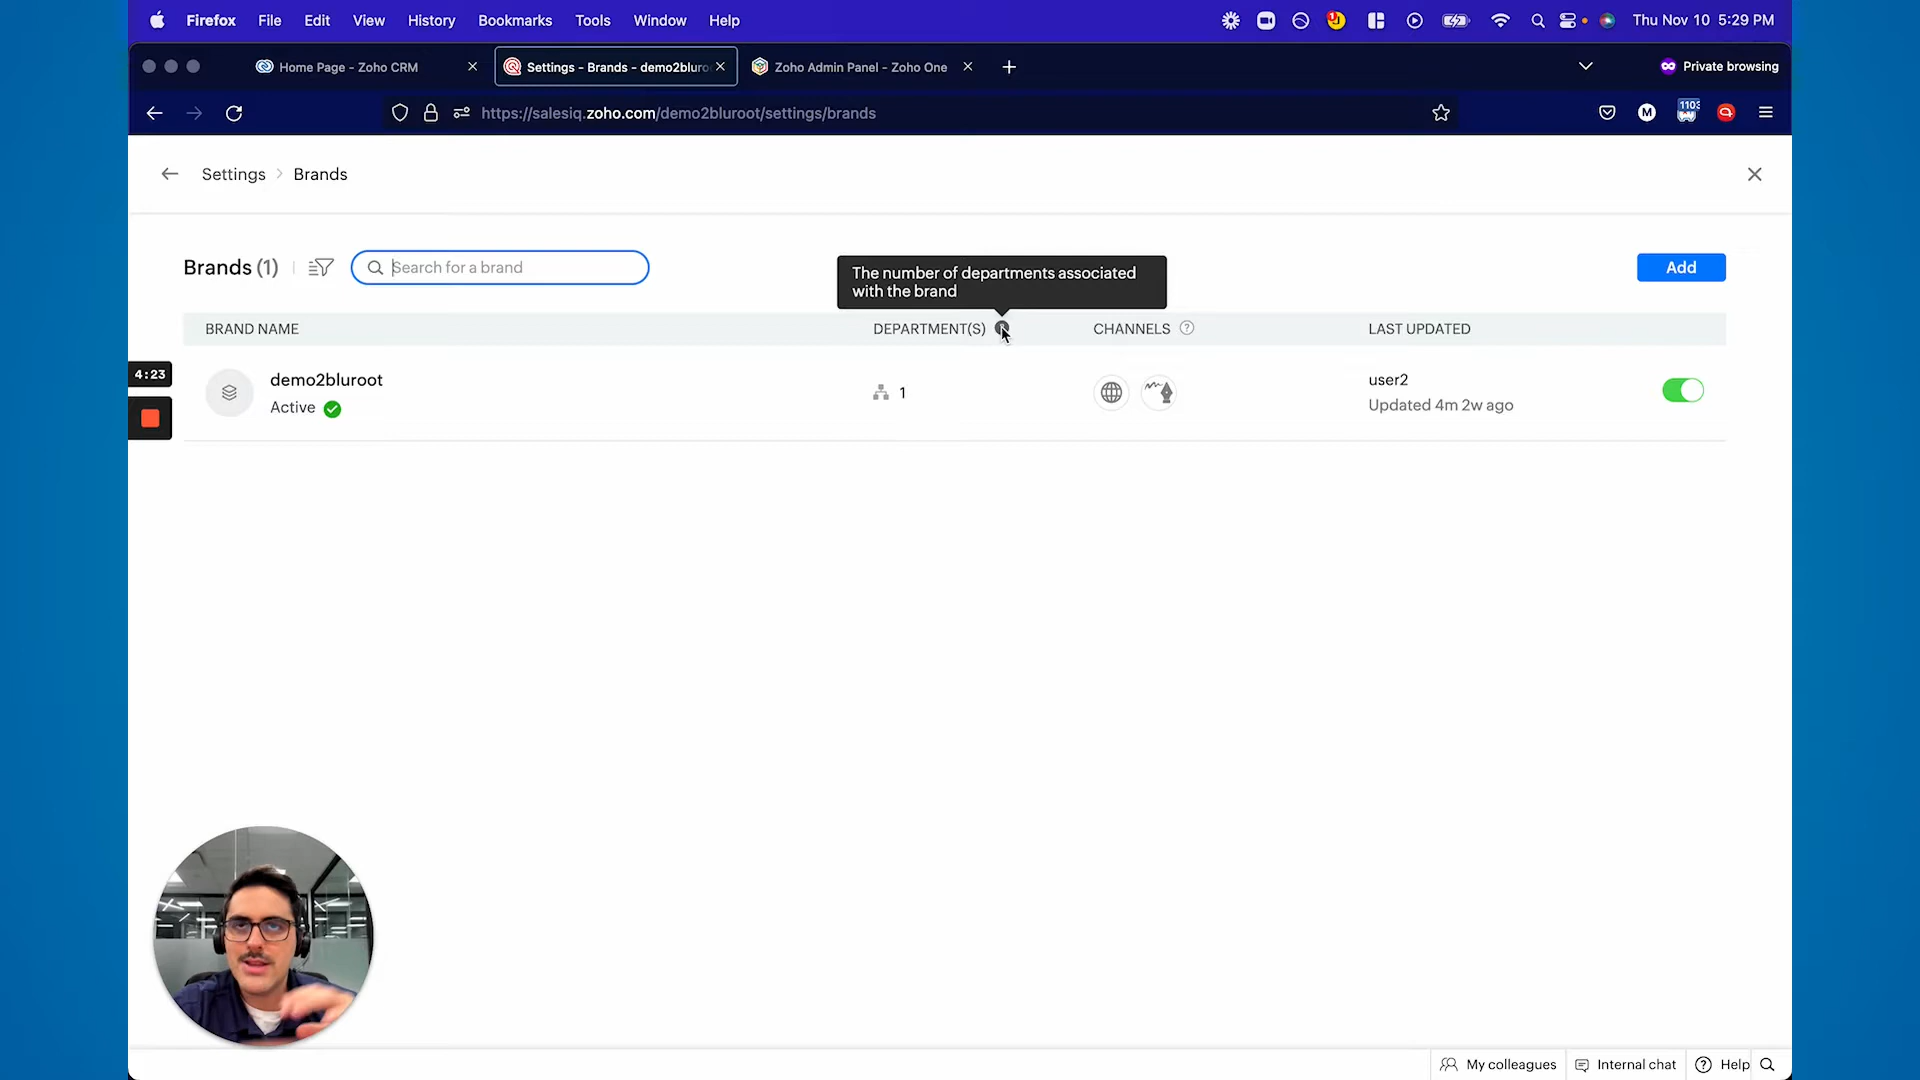 Firefox File Edit View History Bookmarks Tools Window Help Thu Nov 10 5:29 PM
Home Page - Zoho CRM Settings - Brands - demo2bluro Zoho Admin Panel - Zoho One Private browsing
https://salesiq.zoho.com/demo2bluroot/settings/brands M 1103
Settings > Brands
Brands (1) Search for a brand Add
The number of departments associated
with the brand
BRAND NAME DEPARTMENT(S) CHANNELS ? LAST UPDATED
4:23
demo2bluroot 1 user2
Active Updated 4m 2w ago
My colleagues Internal chat ? Help